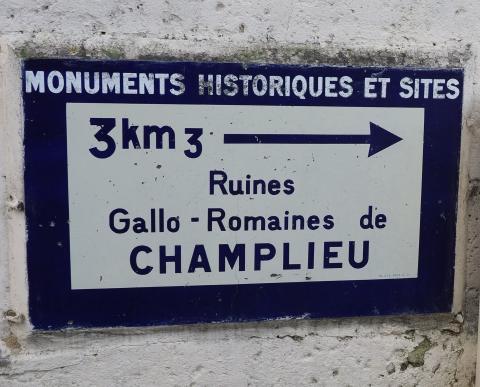 MONUMENTS HISTORIQUES ET SITES
3km3
Ruines
Gallo-Romaines de
CHAMPLIEU